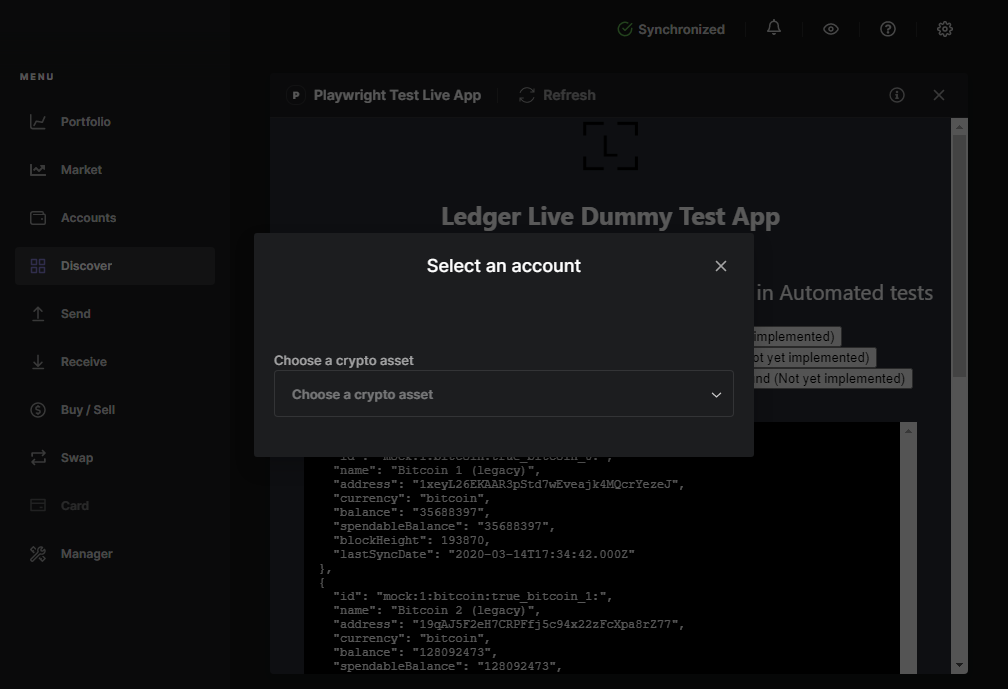 Synchronized
MENU
Portfolio
Market
Accounts
Discover
Send
Receive
Buy / Sell
Swap
Card
Manager
P Playwright Test Live App Refresh
L
Ledger Live Dummy Test App
in Automated tests
implemented)
ot yet implemented)
nd (Not yet implemented)
Select an account
Choose a crypto asset
Choose a crypto asset
"id": "mock:1:bitcoin:true_bitcoin_0:",
"name": "Bitcoin 1 (legacy)",
"address": "1xeyL26EKAAR3pStd7wEveajk4MQcrYezeJ",
"currency": "bitcoin",
"balance": "35688397",
"spendableBalance": "35688397",
"blockHeight": 193870,
"lastSyncDate": "2020-03-14T17:34:42.000Z"
},
{
"id": "mock:1:bitcoin:true_bitcoin_1:",
"name": "Bitcoin 2 (legacy)",
"address": "19qAJ5F2eH7CRPFfj5c94x22zFcXpa8rZ77",
"currency": "bitcoin",
"balance": "128092473",
"spendableBalance": "128092473",